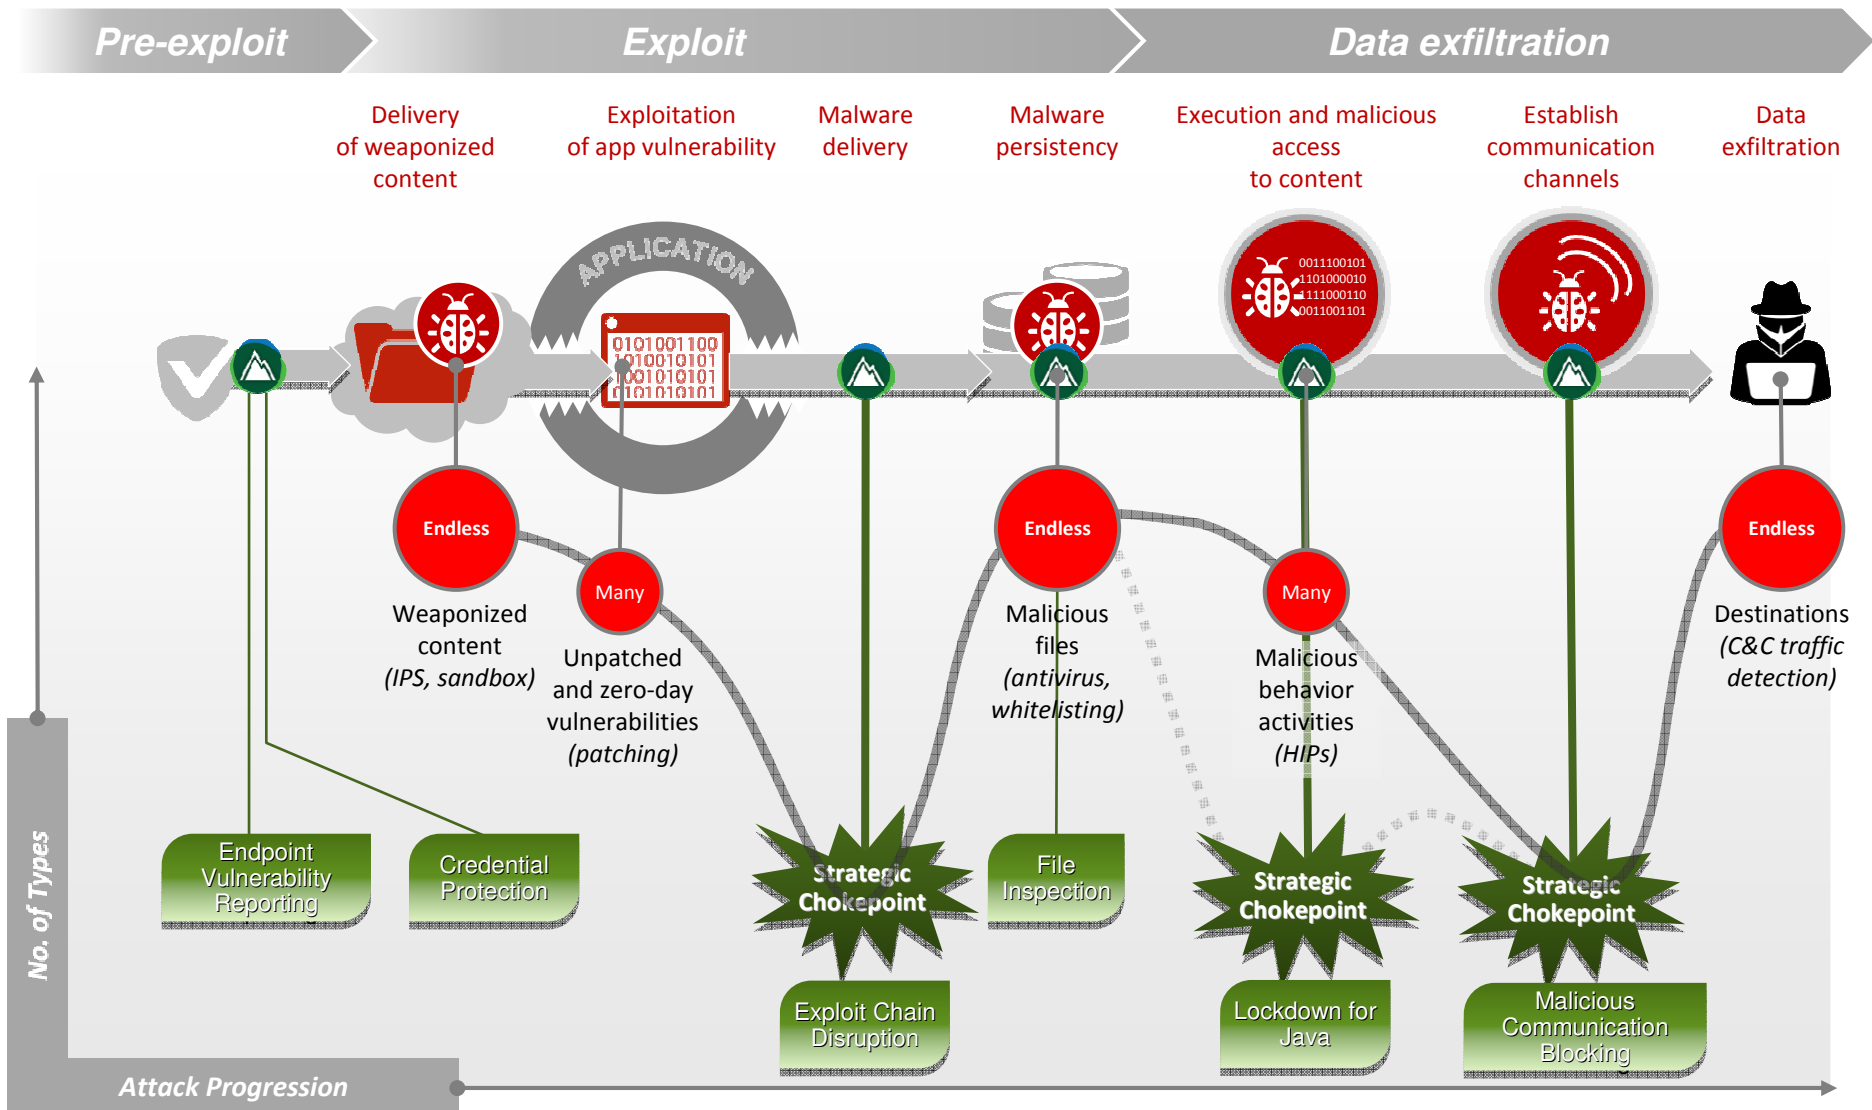 Pre-exploit
Exploit
Data exfiltration
Delivery
of weaponized
content
Exploitation
of app vulnerability
Malware
delivery
Malware
persistency
Execution and malicious
access
to content
Establish
communication
channels
Data
exfiltration
APPLICATION
0101001100
1010010101
1001010101
0101010101
0011100101
1101000010
1111000110
0011001101
Endless
Weaponized
content
(IPS, sandbox)
Many
Unpatched
and zero-day
vulnerabilities
(patching)
Endless
Malicious
files
(antivirus,
whitelisting)
Many
Malicious
behavior
activities
(HIPs)
Endless
Destinations
(C&C traffic
detection)
Endpoint
Vulnerability
Reporting
Credential
Protection
Strategic
Chokepoint
File
Inspection
Strategic
Chokepoint
Strategic
Chokepoint
Exploit Chain
Disruption
Lockdown for
Java
Malicious
Communication
Blocking
No. of Types
Attack Progression